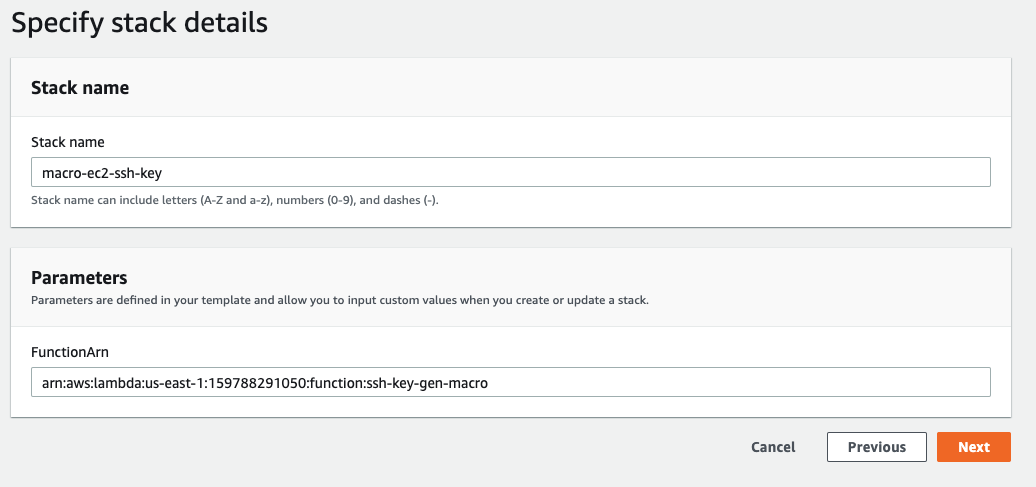 Specify stack details
Stack name
Stack name
macro-ec2-ssh-key
Stack name can include letters (A-Z and a-z), numbers (0-9), and dashes (-).
Parameters
Parameters are defined in your template and allow you to input custom values when you create or update a stack.
FunctionArn
arn:aws:lambda:us-east-1:159788291050:function:ssh-key-gen-macro
Cancel Previous Next